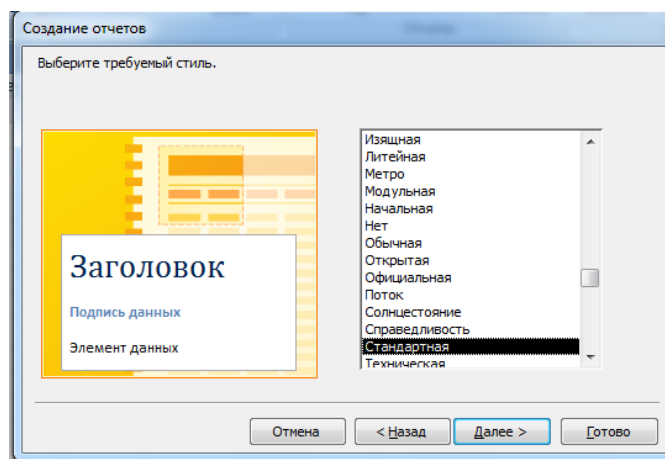 Создание отчетов
Выберите требуемый стиль.
Заголовок
Подпись данных
Элемент данных
Изящная
Литейная
Метро
Модульная
Начальная
Нет
Обычная
Открытая
Официальная
Поток
Солнцестояние
Справедливость
Стандартная
Техническая
Отмена
< Назад
Далее >
Готово